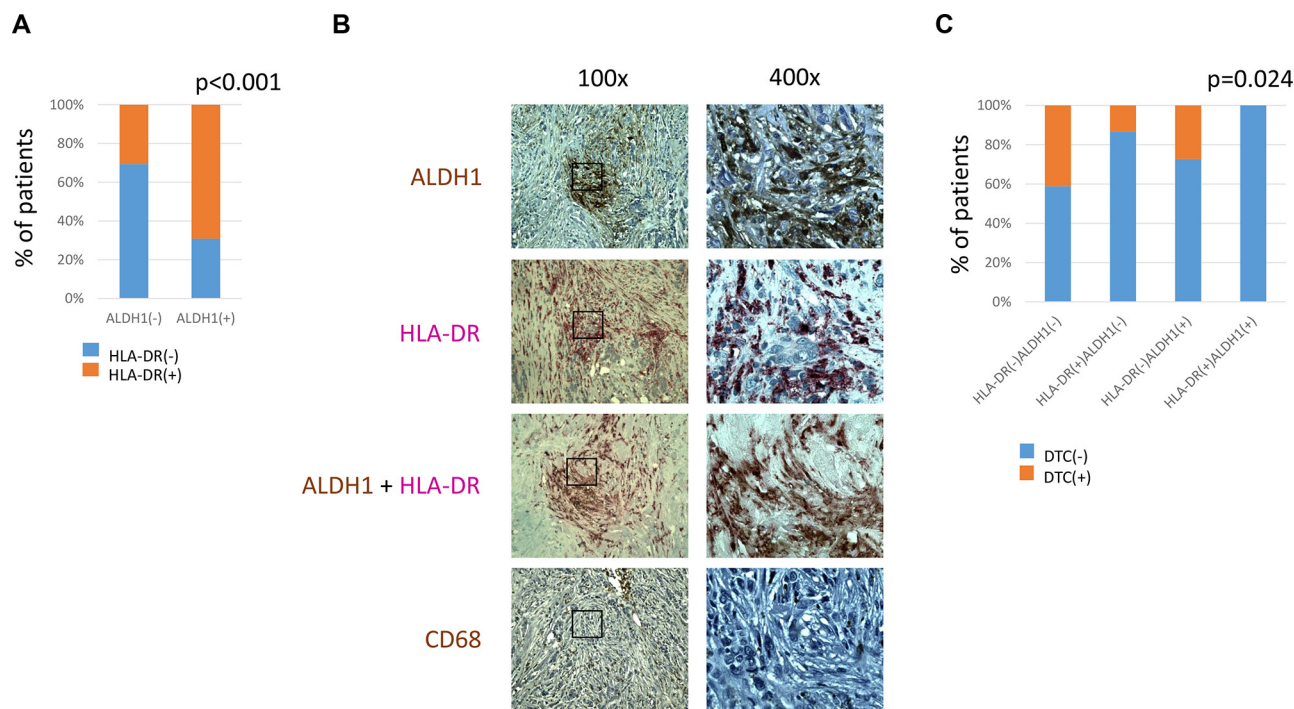 A
p<0.001
% of patients
100%
80%
60%
40%
20%
0%
ALDH1(-) ALDH1(+)
HLA-DR(-)
HLA-DR(+)
B
100x 400x
ALDH1
HLA-DR
ALDH1 + HLA-DR
CD68
C
p=0.024
% of patients
100%
80%
60%
40%
20%
0%
HLA-DR(-)ALDH1(-)
HLA-DR(+)ALDH1(-)
HLA-DR(-)ALDH1(+)
HLA-DR(+)ALDH1(+)
DTC(-)
DTC(+)